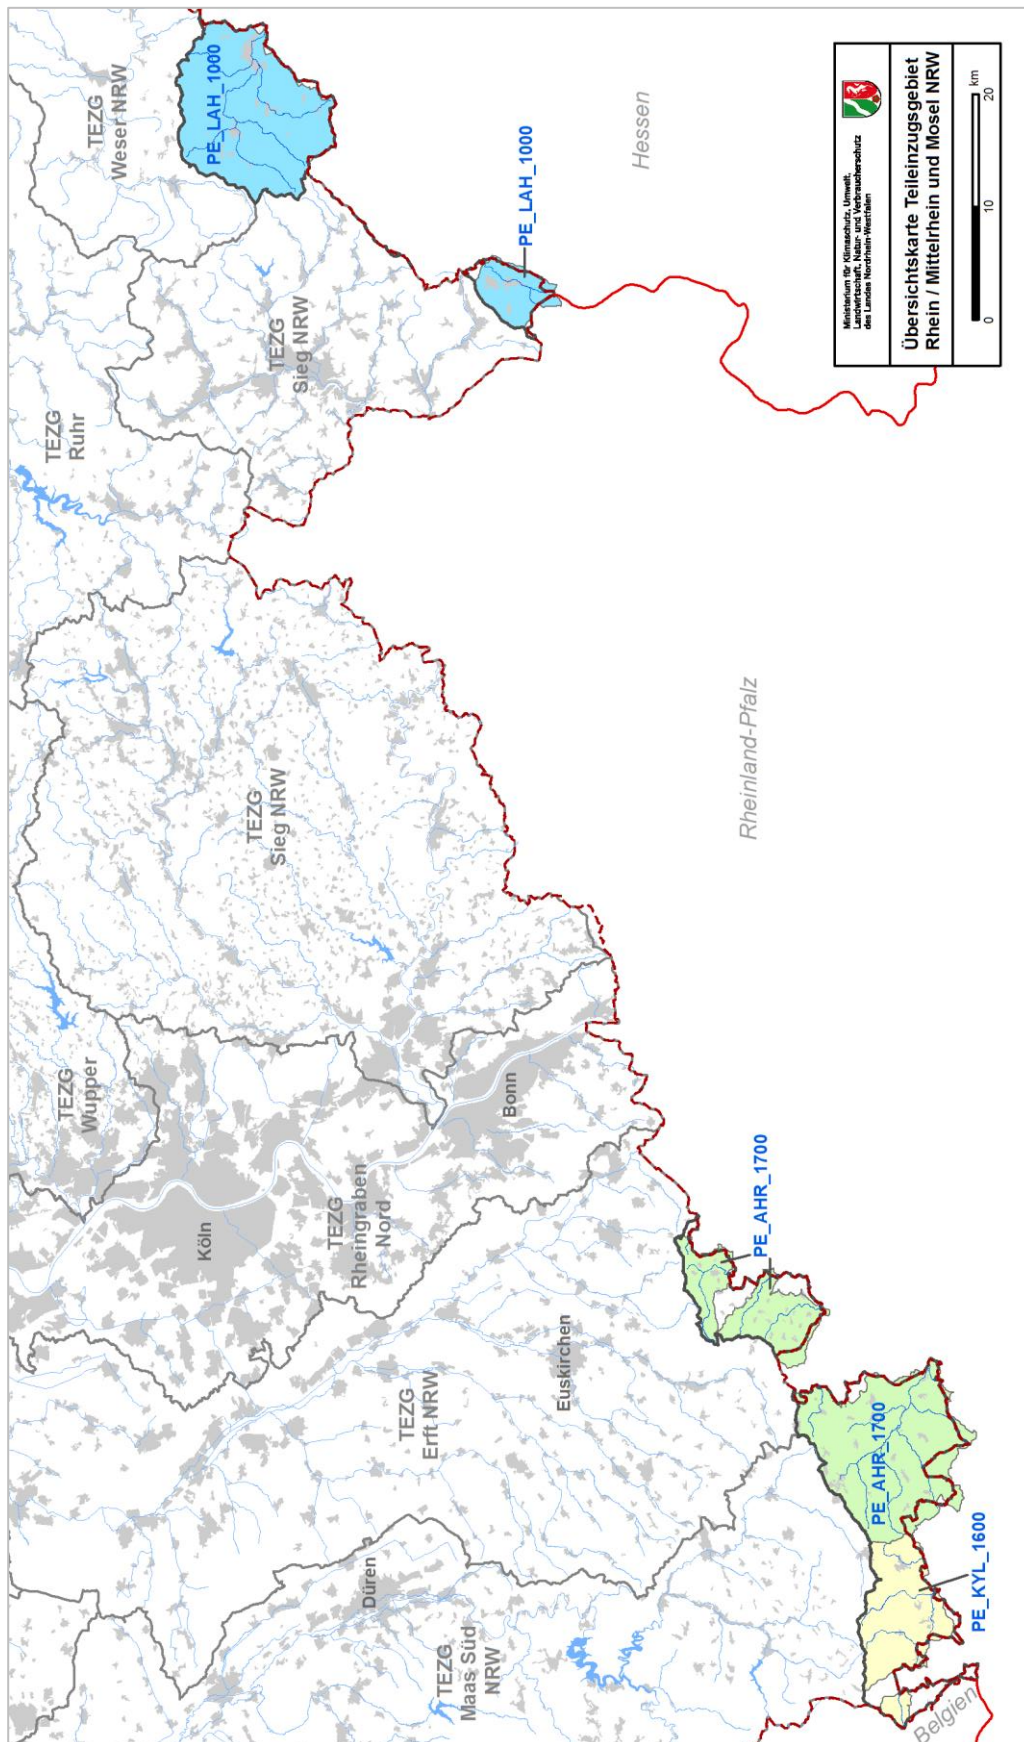 TEZG
Maas Süd
NRW
Düren
TEZG
Erft NRW
Euskirchen
TEZG
Rheingraben
Nord
Köln
Bonn
TEZG
Wupper
TEZG
Sieg NRW
TEZG
Ruhr
TEZG
Sieg NRW
TEZG
Weser NRW
PE_LAH_1000
PE_LAH_1000
PE_AHR_1700
PE_AHR_1700
PE_KYL_1600
Belgien
Rheinland-Pfalz
Hessen
Ministerium für Klimaschutz, Umwelt,
Landwirtschaft, Natur- und Verbraucherschutz
des Landes Nordrhein-Westfalen
Übersichtskarte Teileinzugsgebiet
Rhein / Mittelrhein und Mosel NRW
0 10 20
km